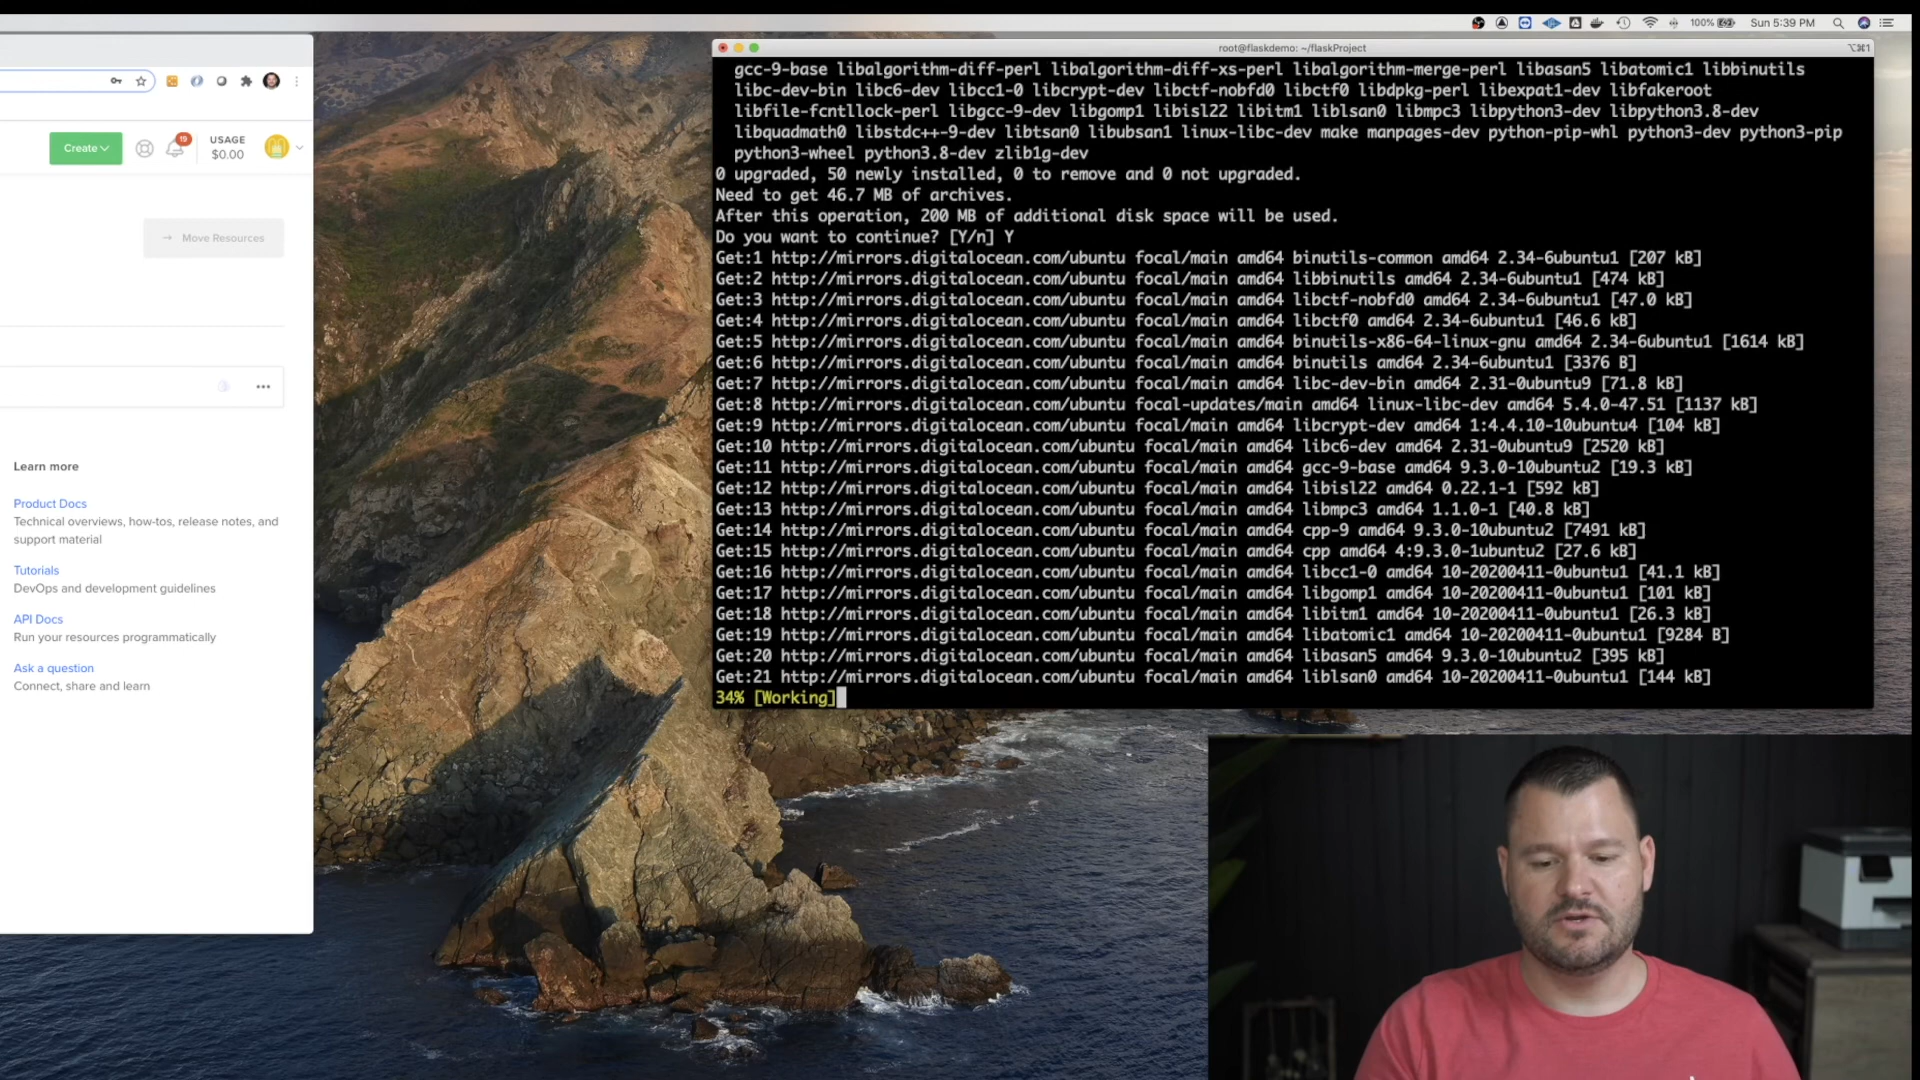 100%
Sun 5:39 PM
root@flaskdemo: ~/flaskProject
⌥⌘1
gcc-9-base libalgorithm-diff-perl libalgorithm-diff-xs-perl libalgorithm-merge-perl libasan5 libatomic1 libbinutils
libc-dev-bin libc6-dev libcc1-0 libcrypt-dev libctf-nobfd0 libctf0 libdpkg-perl libexpat1-dev libfakeroot
libfile-fcntllock-perl libgcc-9-dev libgomp1 libisl22 libitm1 liblsan0 libmpc3 libpython3-dev libpython3.8-dev
libquadmath0 libstdc++-9-dev libtsan0 libubsan1 linux-libc-dev make manpages-dev python-pip-whl python3-dev python3-pip
python3-wheel python3.8-dev zlib1g-dev
0 upgraded, 50 newly installed, 0 to remove and 0 not upgraded.
Need to get 46.7 MB of archives.
After this operation, 200 MB of additional disk space will be used.
Do you want to continue? [Y/n] Y
Get:1 http://mirrors.digitalocean.com/ubuntu focal/main amd64 binutils-common amd64 2.34-6ubuntu1 [207 kB]
Get:2 http://mirrors.digitalocean.com/ubuntu focal/main amd64 libbinutils amd64 2.34-6ubuntu1 [474 kB]
Get:3 http://mirrors.digitalocean.com/ubuntu focal/main amd64 libctf-nobfd0 amd64 2.34-6ubuntu1 [47.0 kB]
Get:4 http://mirrors.digitalocean.com/ubuntu focal/main amd64 libctf0 amd64 2.34-6ubuntu1 [46.6 kB]
Get:5 http://mirrors.digitalocean.com/ubuntu focal/main amd64 binutils-x86-64-linux-gnu amd64 2.34-6ubuntu1 [1614 kB]
Get:6 http://mirrors.digitalocean.com/ubuntu focal/main amd64 binutils amd64 2.34-6ubuntu1 [3376 B]
Get:7 http://mirrors.digitalocean.com/ubuntu focal/main amd64 libc-dev-bin amd64 2.31-0ubuntu9 [71.8 kB]
Get:8 http://mirrors.digitalocean.com/ubuntu focal-updates/main amd64 linux-libc-dev amd64 5.4.0-47.51 [1137 kB]
Get:9 http://mirrors.digitalocean.com/ubuntu focal/main amd64 libcrypt-dev amd64 1:4.4.10-10ubuntu4 [104 kB]
Get:10 http://mirrors.digitalocean.com/ubuntu focal/main amd64 libc6-dev amd64 2.31-0ubuntu9 [2520 kB]
Get:11 http://mirrors.digitalocean.com/ubuntu focal/main amd64 gcc-9-base amd64 9.3.0-10ubuntu2 [19.3 kB]
Get:12 http://mirrors.digitalocean.com/ubuntu focal/main amd64 libisl22 amd64 0.22.1-1 [592 kB]
Get:13 http://mirrors.digitalocean.com/ubuntu focal/main amd64 libmpc3 amd64 1.1.0-1 [40.8 kB]
Get:14 http://mirrors.digitalocean.com/ubuntu focal/main amd64 cpp-9 amd64 9.3.0-10ubuntu2 [7491 kB]
Get:15 http://mirrors.digitalocean.com/ubuntu focal/main amd64 cpp amd64 4:9.3.0-1ubuntu2 [27.6 kB]
Get:16 http://mirrors.digitalocean.com/ubuntu focal/main amd64 libcc1-0 amd64 10-20200411-0ubuntu1 [41.1 kB]
Get:17 http://mirrors.digitalocean.com/ubuntu focal/main amd64 libgomp1 amd64 10-20200411-0ubuntu1 [101 kB]
Get:18 http://mirrors.digitalocean.com/ubuntu focal/main amd64 libitm1 amd64 10-20200411-0ubuntu1 [26.3 kB]
Get:19 http://mirrors.digitalocean.com/ubuntu focal/main amd64 libatomic1 amd64 10-20200411-0ubuntu1 [9284 B]
Get:20 http://mirrors.digitalocean.com/ubuntu focal/main amd64 libasan5 amd64 9.3.0-10ubuntu2 [395 kB]
Get:21 http://mirrors.digitalocean.com/ubuntu focal/main amd64 liblsan0 amd64 10-20200411-0ubuntu1 [144 kB]
34% [Working]
Create
19
USAGE
$0.00
→ Move Resources
Learn more
Product Docs
Technical overviews, how-tos, release notes, and
support material
Tutorials
DevOps and development guidelines
API Docs
Run your resources programmatically
Ask a question
Connect, share and learn